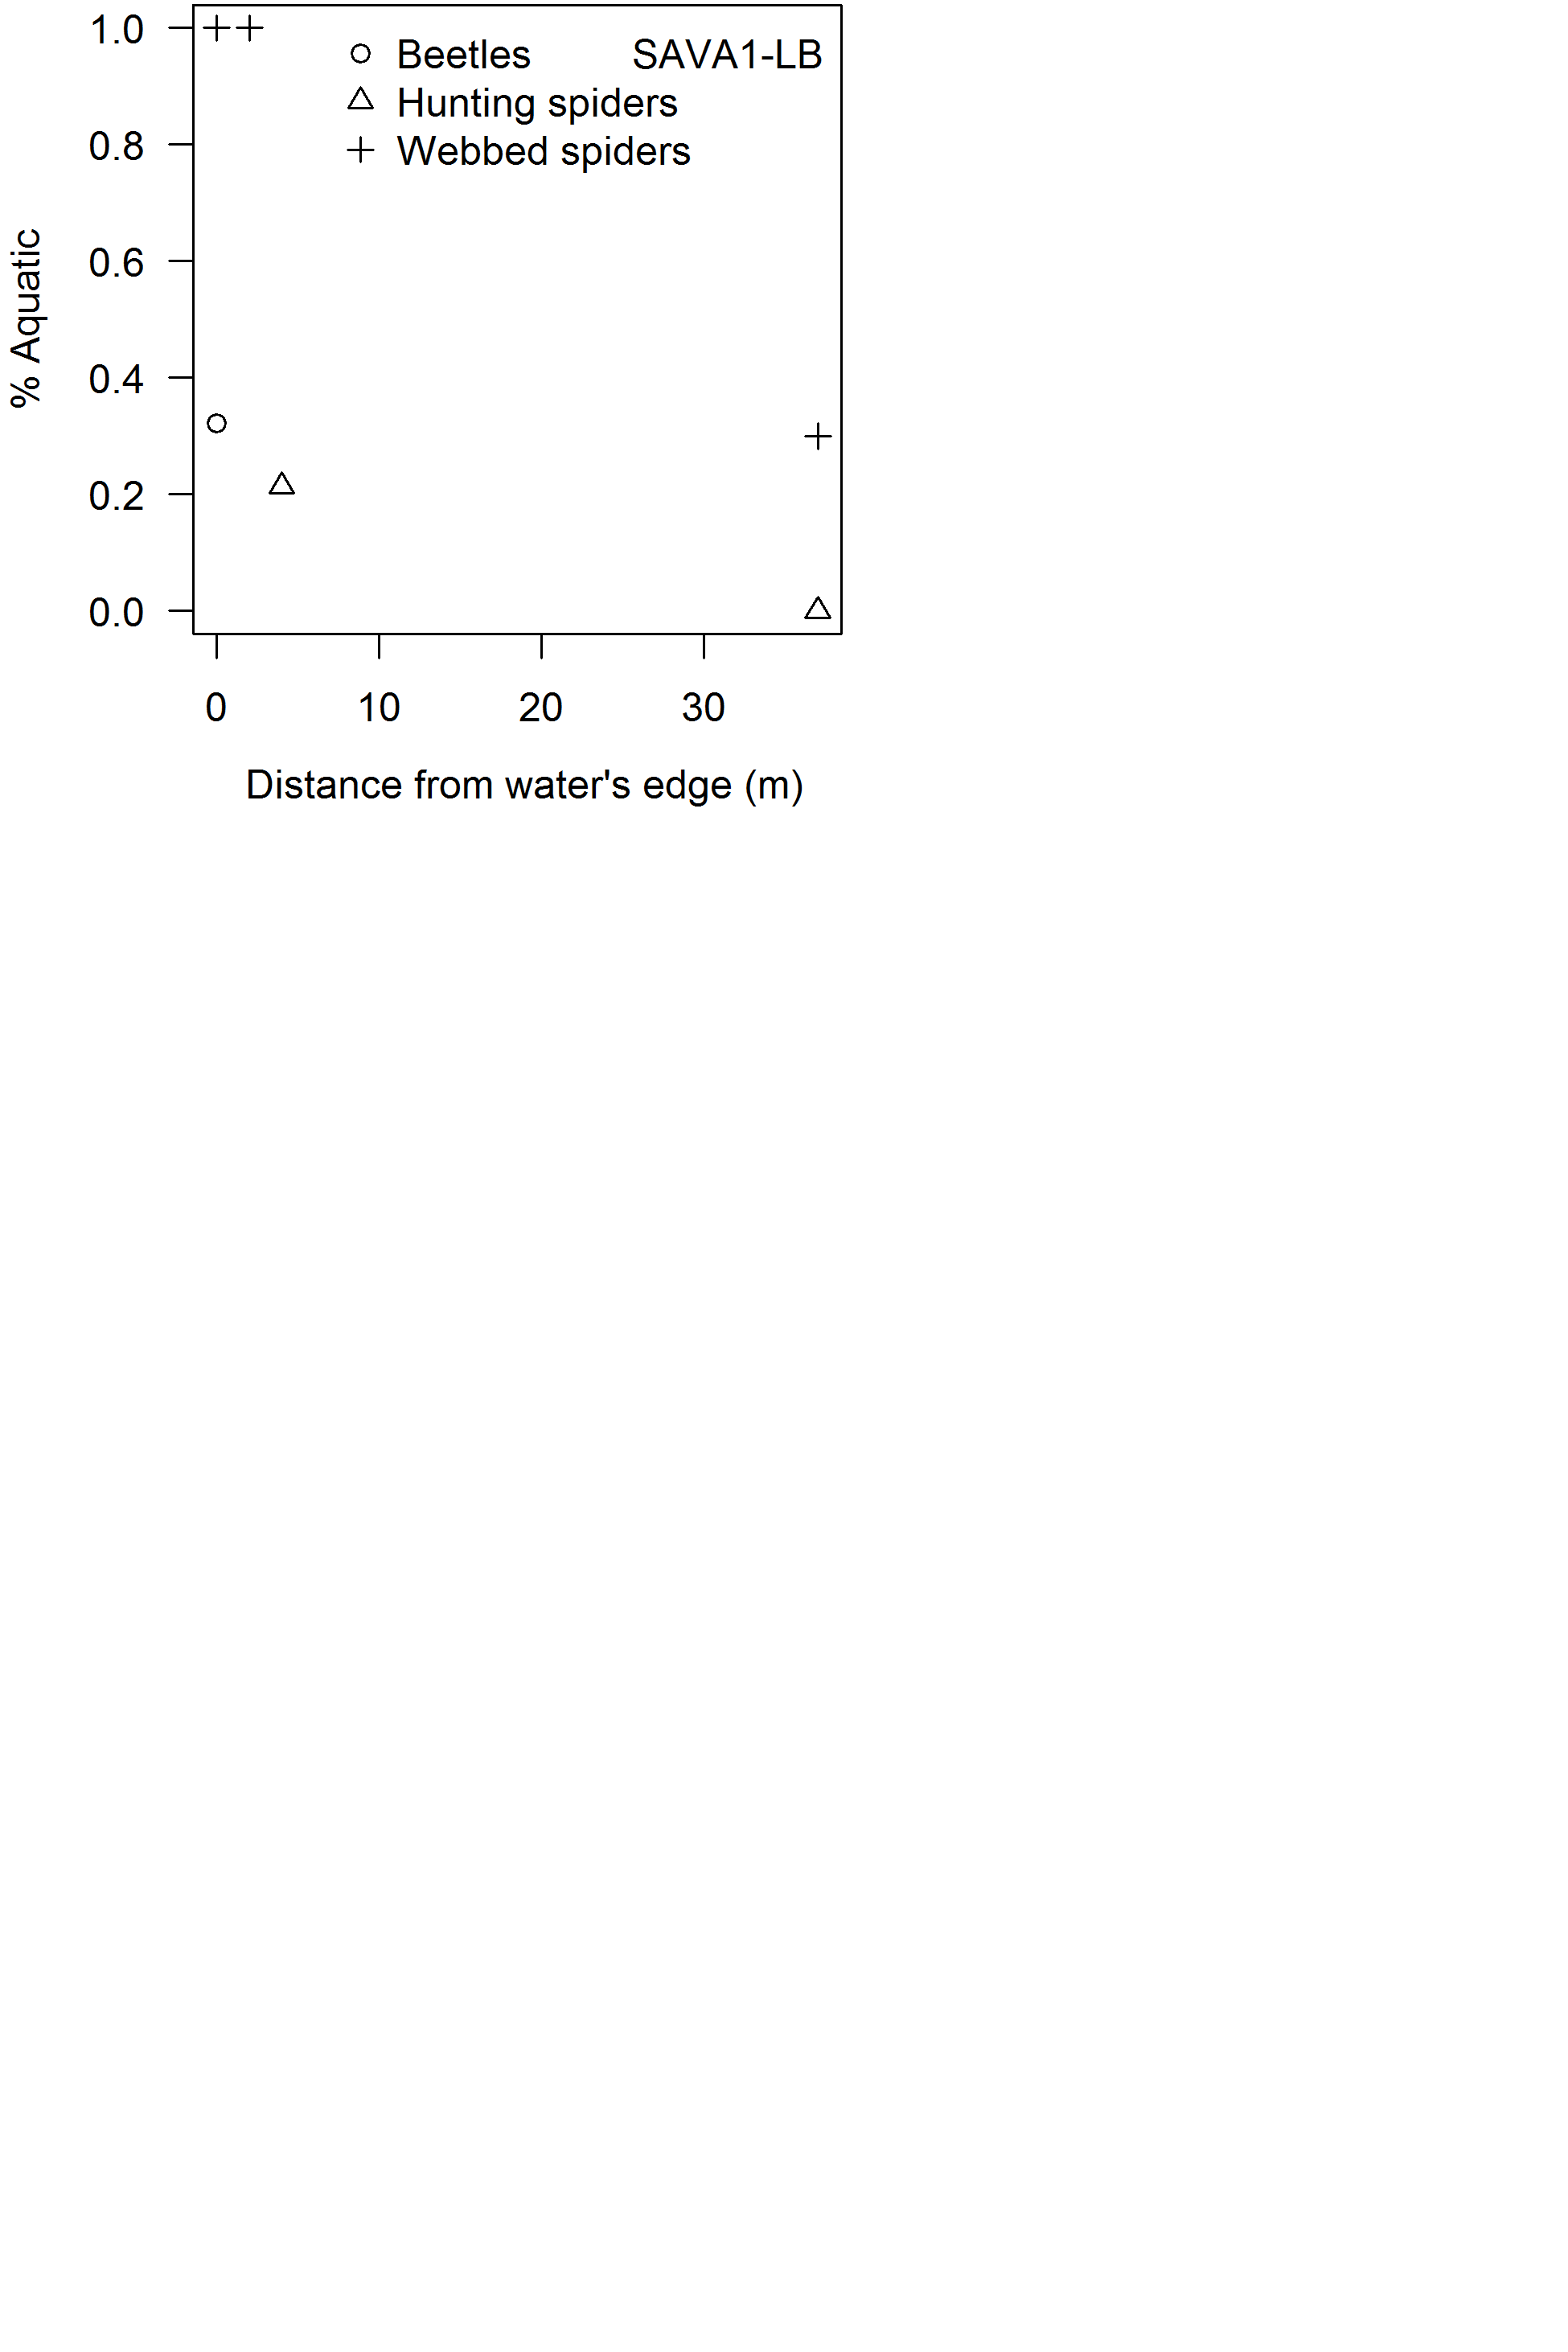 1.0
0.8
0.6
0.4
0.2
0.0
% Aquatic
Beetles
Hunting spiders
Webbed spiders
SAVA1-LB
0 10 20 30
Distance from water's edge (m)